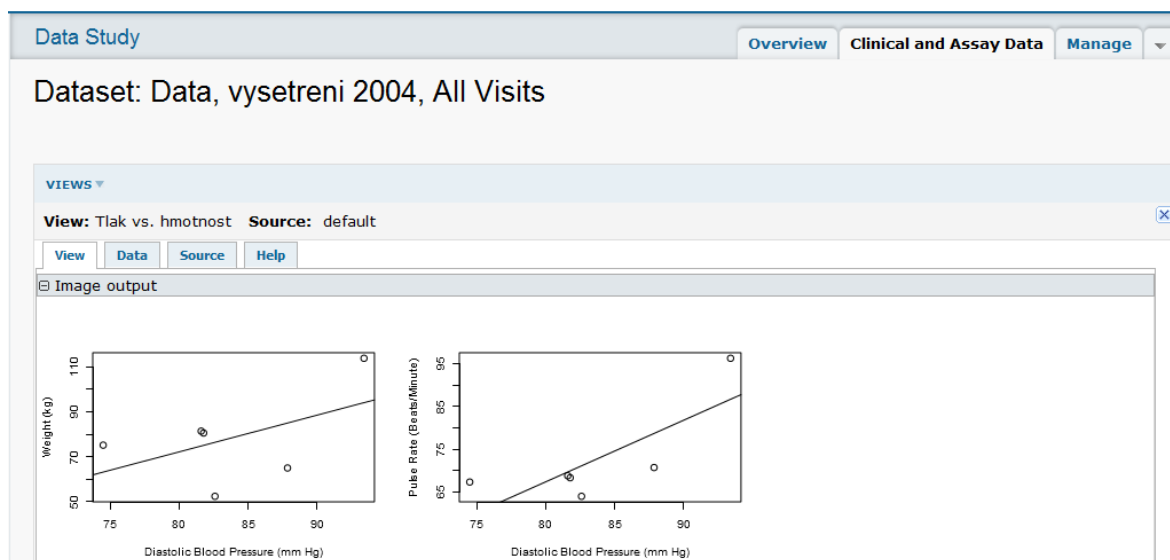 Data Study
Overview Clinical and Assay Data Manage
Dataset: Data, vysetreni 2004, All Visits
VIEWS
View: Tlak vs. hmotnost Source: default
View Data Source Help
Image output
Weight (kg)
110
90
70
50
75 80 85 90
Diastolic Blood Pressure (mm Hg)
Pulse Rate (Beats/Minute)
95
85
75
65
75 80 85 90
Diastolic Blood Pressure (mm Hg)